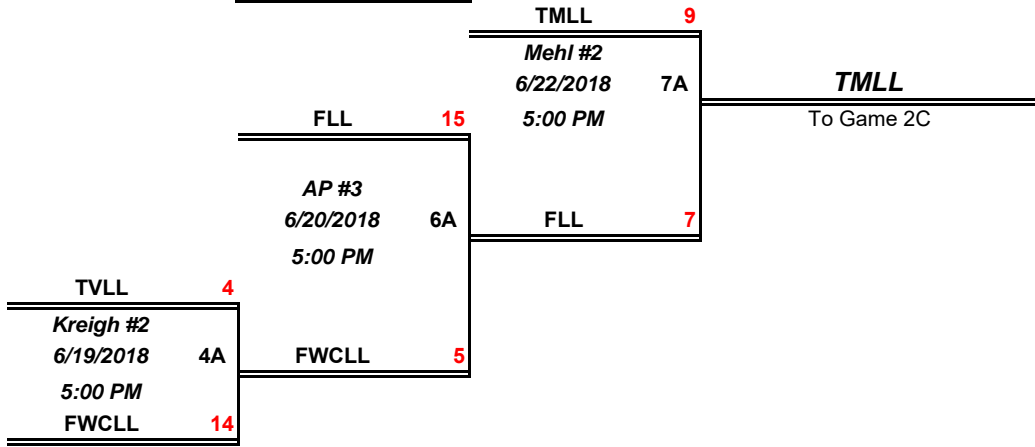 TMLL 9
Mehl #2
6/22/2018 7A
5:00 PM
TMLL
To Game 2C
FLL 15
AP #3
6/20/2018 6A
5:00 PM
FLL 7
TVLL 4
Kreigh #2
6/19/2018 4A
5:00 PM
FWCLL 14
FWCLL 5